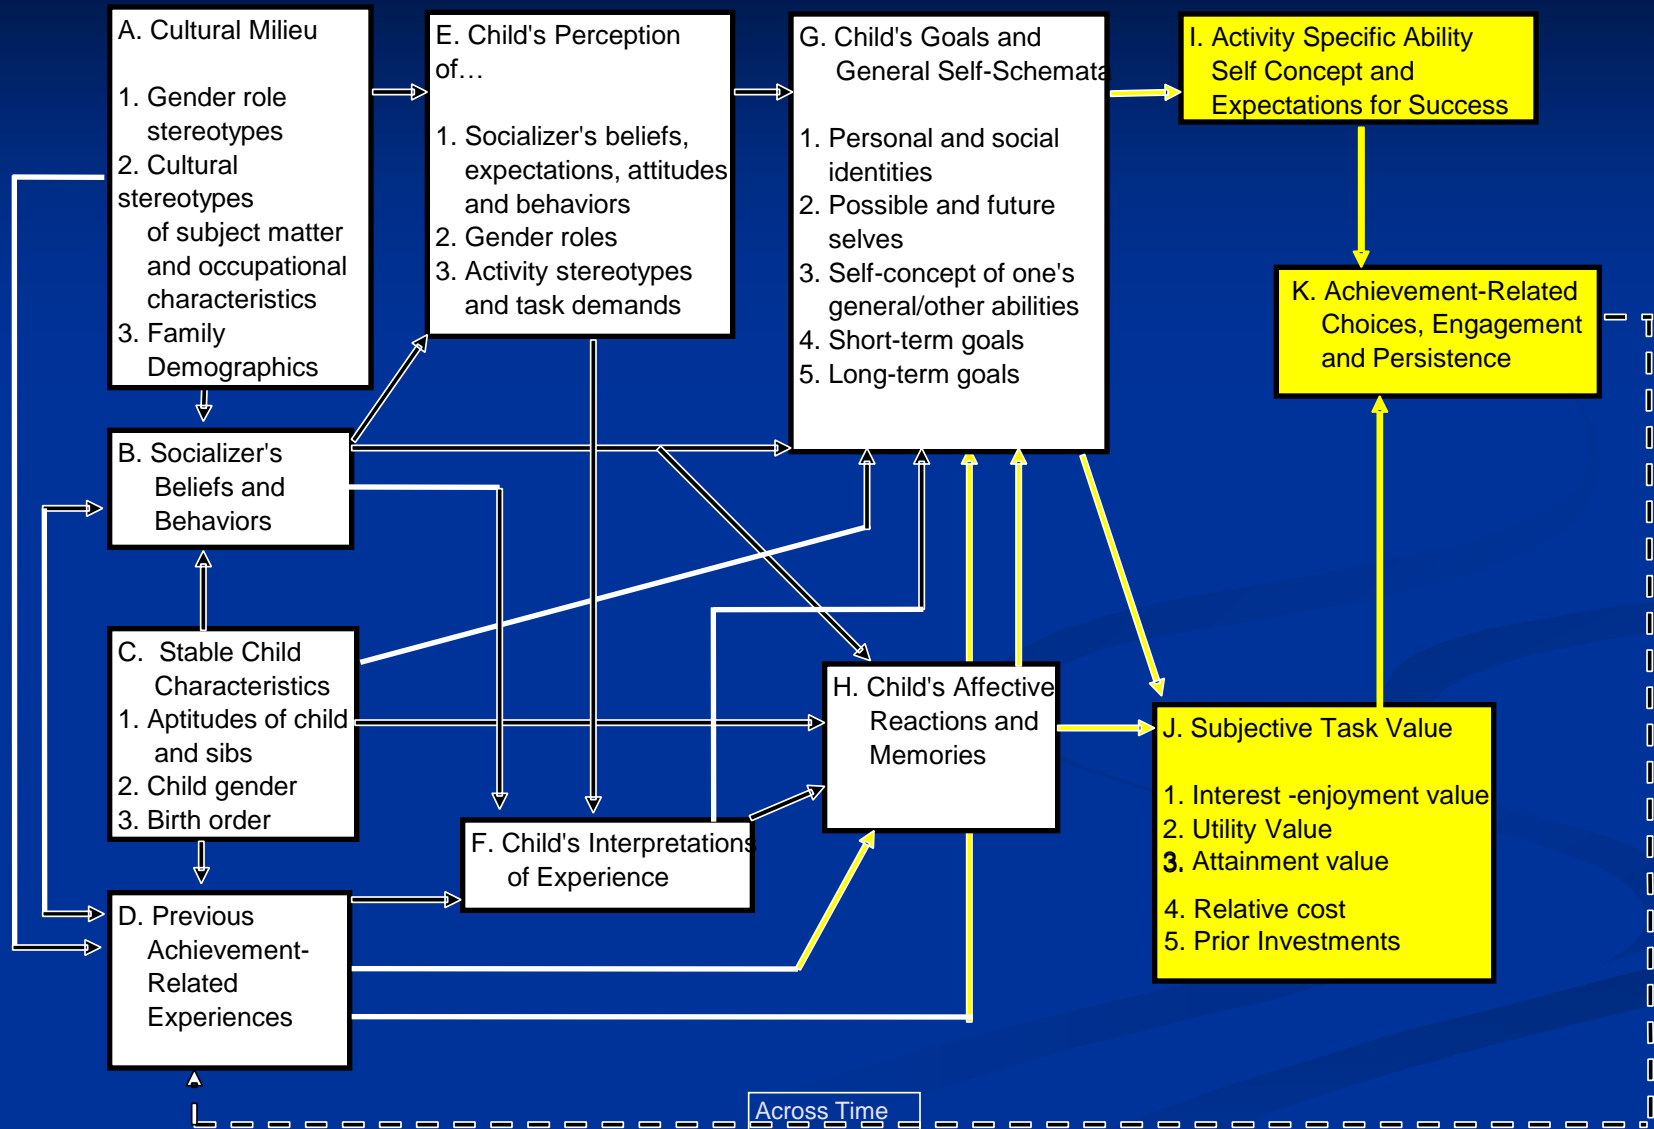 A. Cultural Milieu
1. Gender role
stereotypes
2. Cultural
stereotypes
of subject matter
and occupational
characteristics
3. Family
Demographics
B. Socializer's
Beliefs and
Behaviors
C. Stable Child
Characteristics
1. Aptitudes of child
and sibs
2. Child gender
3. Birth order
D. Previous
Achievement-
Related
Experiences
E. Child's Perception
of…
1. Socializer's beliefs,
expectations, attitudes
and behaviors
2. Gender roles
3. Activity stereotypes
and task demands
F. Child's Interpretations
of Experience
G. Child's Goals and
General Self-Schemata
1. Personal and social
identities
2. Possible and future
selves
3. Self-concept of one's
general/other abilities
4. Short-term goals
5. Long-term goals
H. Child's Affective
Reactions and
Memories
I. Activity Specific Ability
Self Concept and
Expectations for Success
J. Subjective Task Value
1. Interest -enjoyment value
2. Utility Value
3. Attainment value
4. Relative cost
5. Prior Investments
K. Achievement-Related
Choices, Engagement
and Persistence
Across Time